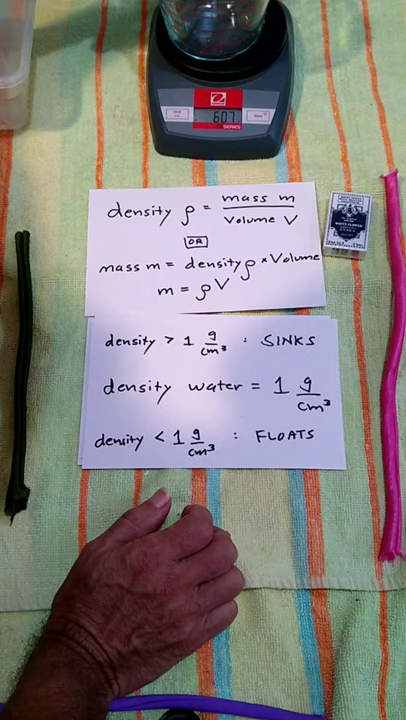 607
density ρ = mass m / Volume V
OR
mass m = density ρ × Volume
m = ρ V
density > 1 g/cm³ : SINKS
density water = 1 g/cm³
density < 1 g/cm³ : FLOATS